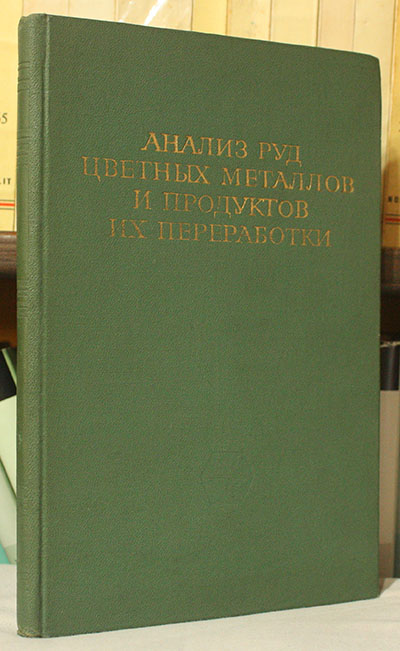 АНАЛИЗ РУД
ЦВЕТНЫХ МЕТАЛЛОВ
И ПРОДУКТОВ
ИХ ПЕРЕРАБОТКИ